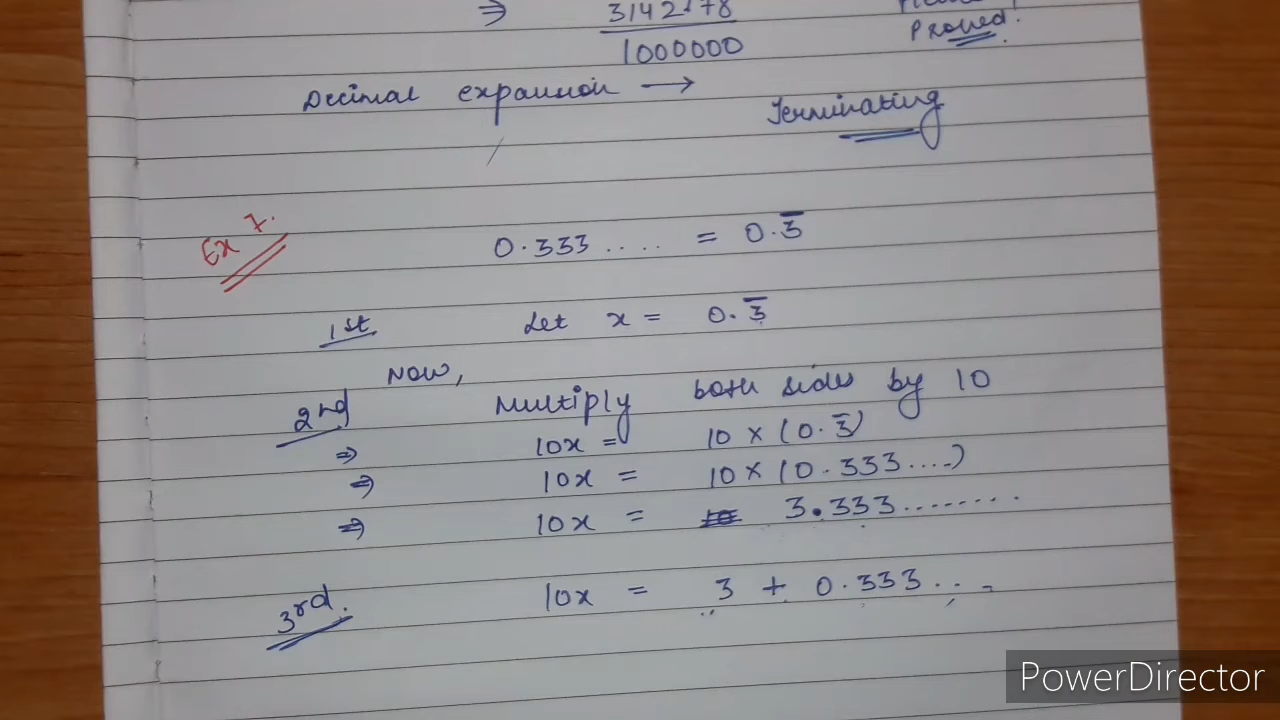 ⇒ 3142178
1000000
Proved.
Decimal expansion → Terminating
Ex 7. 0.333.... = 0.3̅
1st Let x = 0.3̅
Now,
2nd Multiply both sides by 10
⇒ 10x = 10 × (0.3̅)
⇒ 10x = 10 × (0.333....)
⇒ 10x = 3.333........
3rd. 10x = 3 + 0.333...
PowerDirector